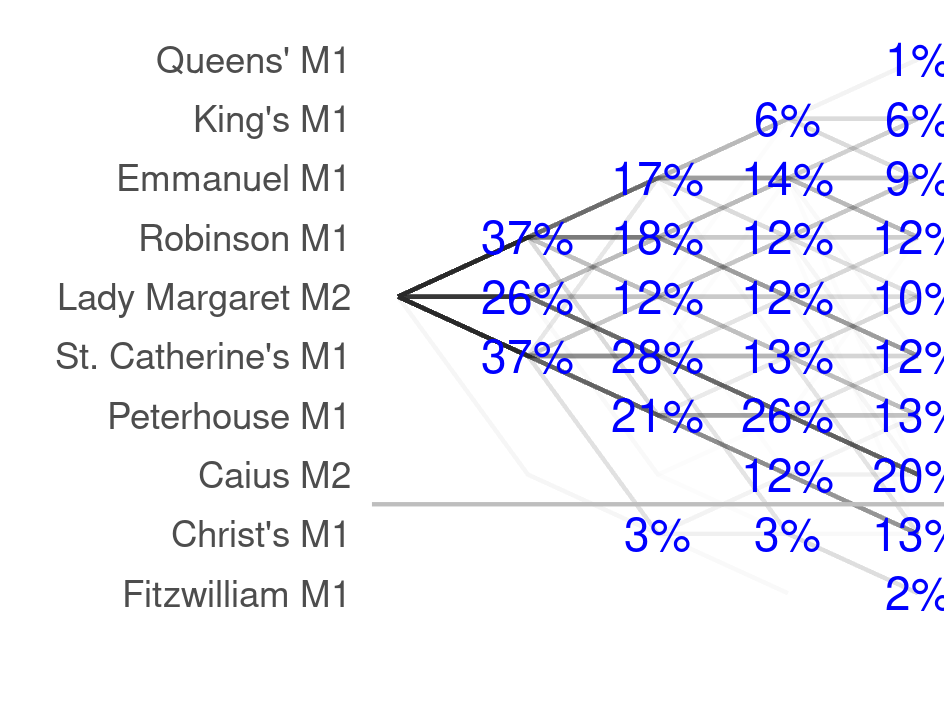 Queens' M1 1%
King's M1 6% 6%
Emmanuel M1 17% 14% 9%
Robinson M1 37% 18% 12% 12%
Lady Margaret M2 26% 12% 12% 10%
St. Catherine's M1 37% 28% 13% 12%
Peterhouse M1 21% 26% 13%
Caius M2 12% 20%
Christ's M1 3% 3% 13%
Fitzwilliam M1 2%